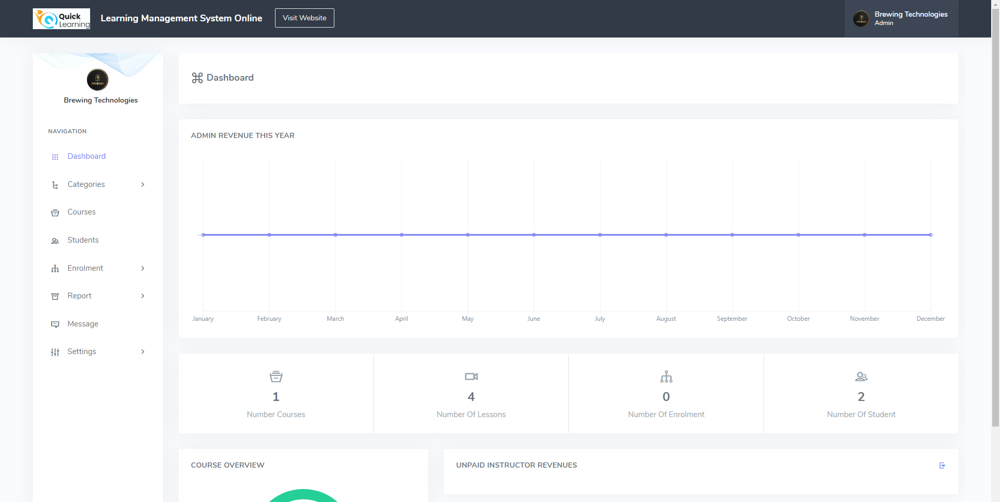 Quick
Learning
Learning Management System Online
Visit Website
Brewing Technologies
Admin
Brewing Technologies
NAVIGATION
Dashboard
Categories
Courses
Students
Enrolment
Report
Message
Settings
Dashboard
ADMIN REVENUE THIS YEAR
January February March April May June July August September October November December
1
Number Courses
4
Number Of Lessons
0
Number Of Enrolment
2
Number Of Student
COURSE OVERVIEW
UNPAID INSTRUCTOR REVENUES